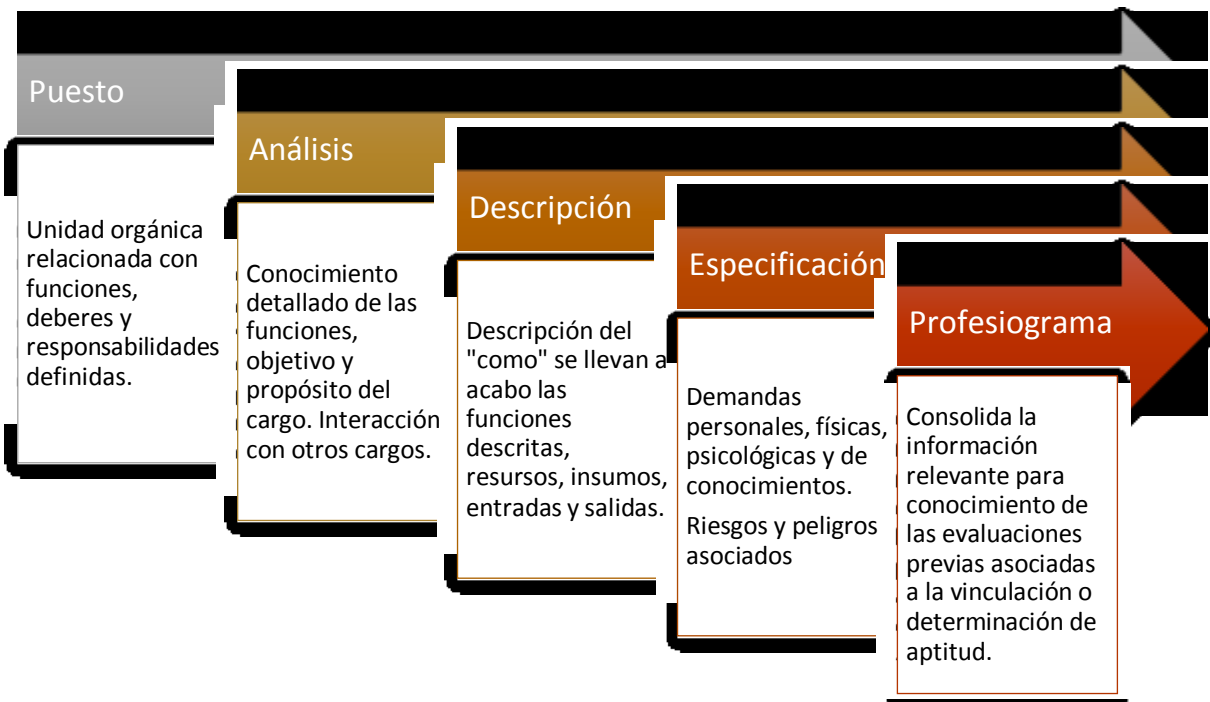 Puesto
Unidad orgánica
relacionada con
funciones,
deberes y
responsabilidades
definidas.
Análisis
Conocimiento
detallado de las
funciones,
objetivo y
propósito del
cargo. Interacción
con otros cargos.
Descripción
Descripción del
"como" se llevan a
acabo las
funciones
descritas,
resursos, insumos,
entradas y salidas.
Especificación
Demandas
personales, físicas,
psicológicas y de
conocimientos.
Riesgos y peligros
asociados
Profesiograma
Consolida la
información
relevante para
conocimiento de
las evaluaciones
previas asociadas
a la vinculación o
determinación de
aptitud.